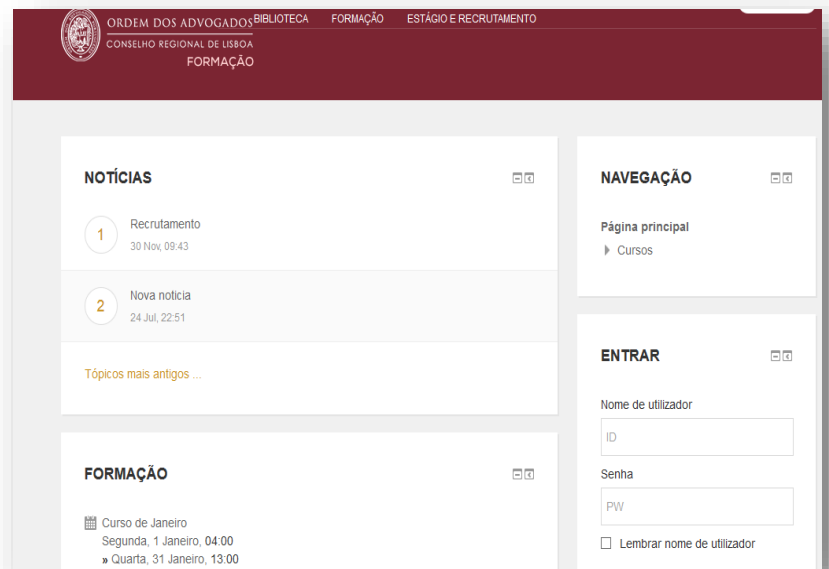 ORDEM DOS ADVOGADOS
CONSELHO REGIONAL DE LISBOA
FORMAÇÃO
BIBLIOTECA FORMAÇÃO ESTÁGIO E RECRUTAMENTO
NOTÍCIAS
1 Recrutamento
30 Nov, 09:43
2 Nova noticia
24 Jul, 22:51
Tópicos mais antigos ...
FORMAÇÃO
Curso de Janeiro
Segunda, 1 Janeiro, 04:00
» Quarta, 31 Janeiro, 13:00
NAVEGAÇÃO
Página principal
Cursos
ENTRAR
Nome de utilizador
ID
Senha
PW
Lembrar nome de utilizador